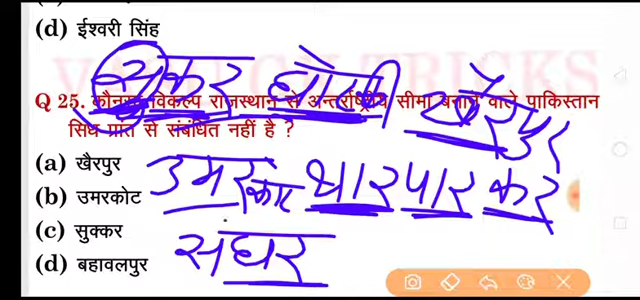 (d) ईश्वरी सिंह
सुकर घोटकी खैरपुर
Q 25. कौनसा विकल्प राजस्थान से अन्तर्राष्ट्रीय सीमा बनाने वाले पाकिस्तान
सिंध प्रांत से संबंधित नहीं है ?
(a) खैरपुर
उमरकोट थारपारकर
(b) उमरकोट
(c) सुक्कर
संघर
(d) बहावलपुर